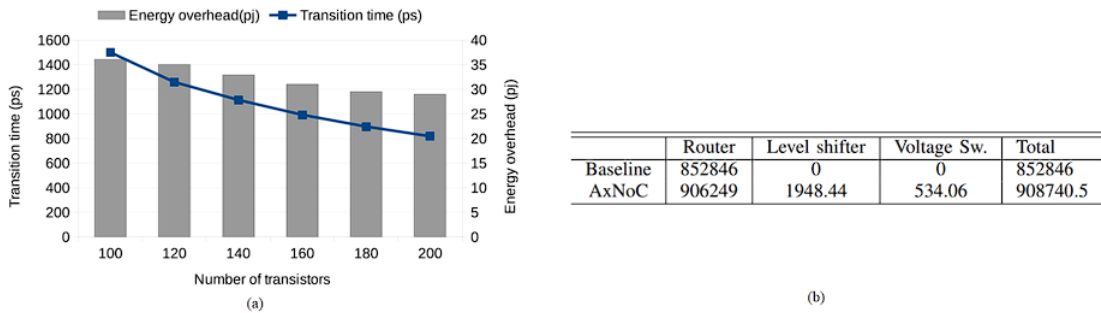 Energy overhead(pj) Transition time (ps)
1600 40
1400 35
1200 30
1000 25
800 20
600 15
400 10
200 5
0 0
Transition time (ps)
Energy overhead (pj)
100 120 140 160 180 200
Number of transistors
(a)
Router Level shifter Voltage Sw. Total
Baseline 852846 0 0 852846
AxNoC 906249 1948.44 534.06 908740.5
(b)